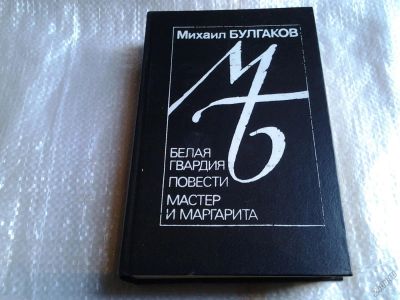 Михаил БУЛГАКОВ
МБ
БЕЛАЯ
ГВАРДИЯ
ПОВЕСТИ
МАСТЕР
И МАРГАРИТА